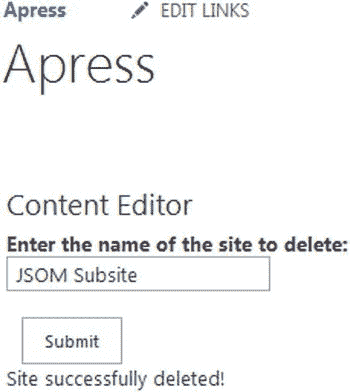 Apress EDIT LINKS
Apress
Content Editor
Enter the name of the site to delete:
JSOM Subsite
Submit
Site successfully deleted!